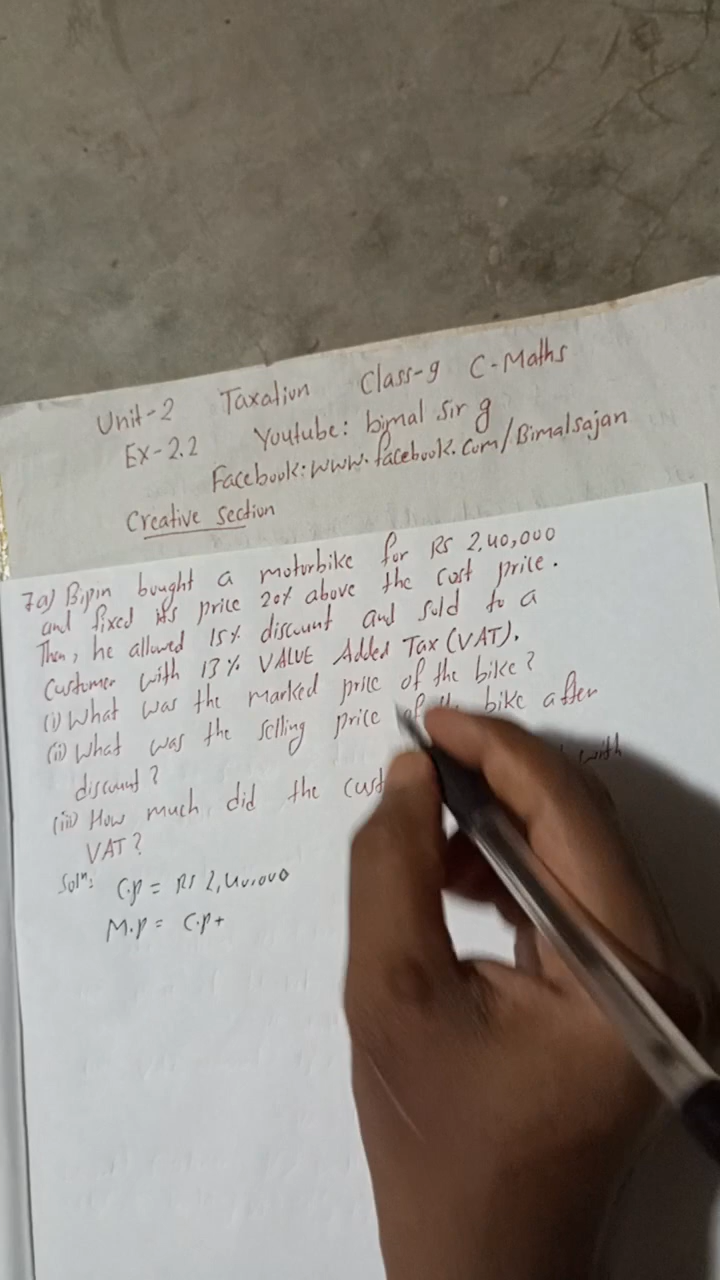 Unit-2 Taxation Class-9 C-Maths
Ex-2.2 Youtube: bimal sir g
Facebook: www.facebook.com/Bimalsajan
Creative section
7a) Bipin bought a motorbike for RS 2,40,000
and fixed its price 20% above the cost price.
Then, he allowed 15% discount and sold to a
Customer with 13% VALUE Added Tax (VAT).
(i) What was the marked price of the bike?
(ii) What was the selling price of the bike after
discount?
(iii) How much did the with
VAT?
Solⁿ: C.p = RS 2,40,000
M.p = C.p+